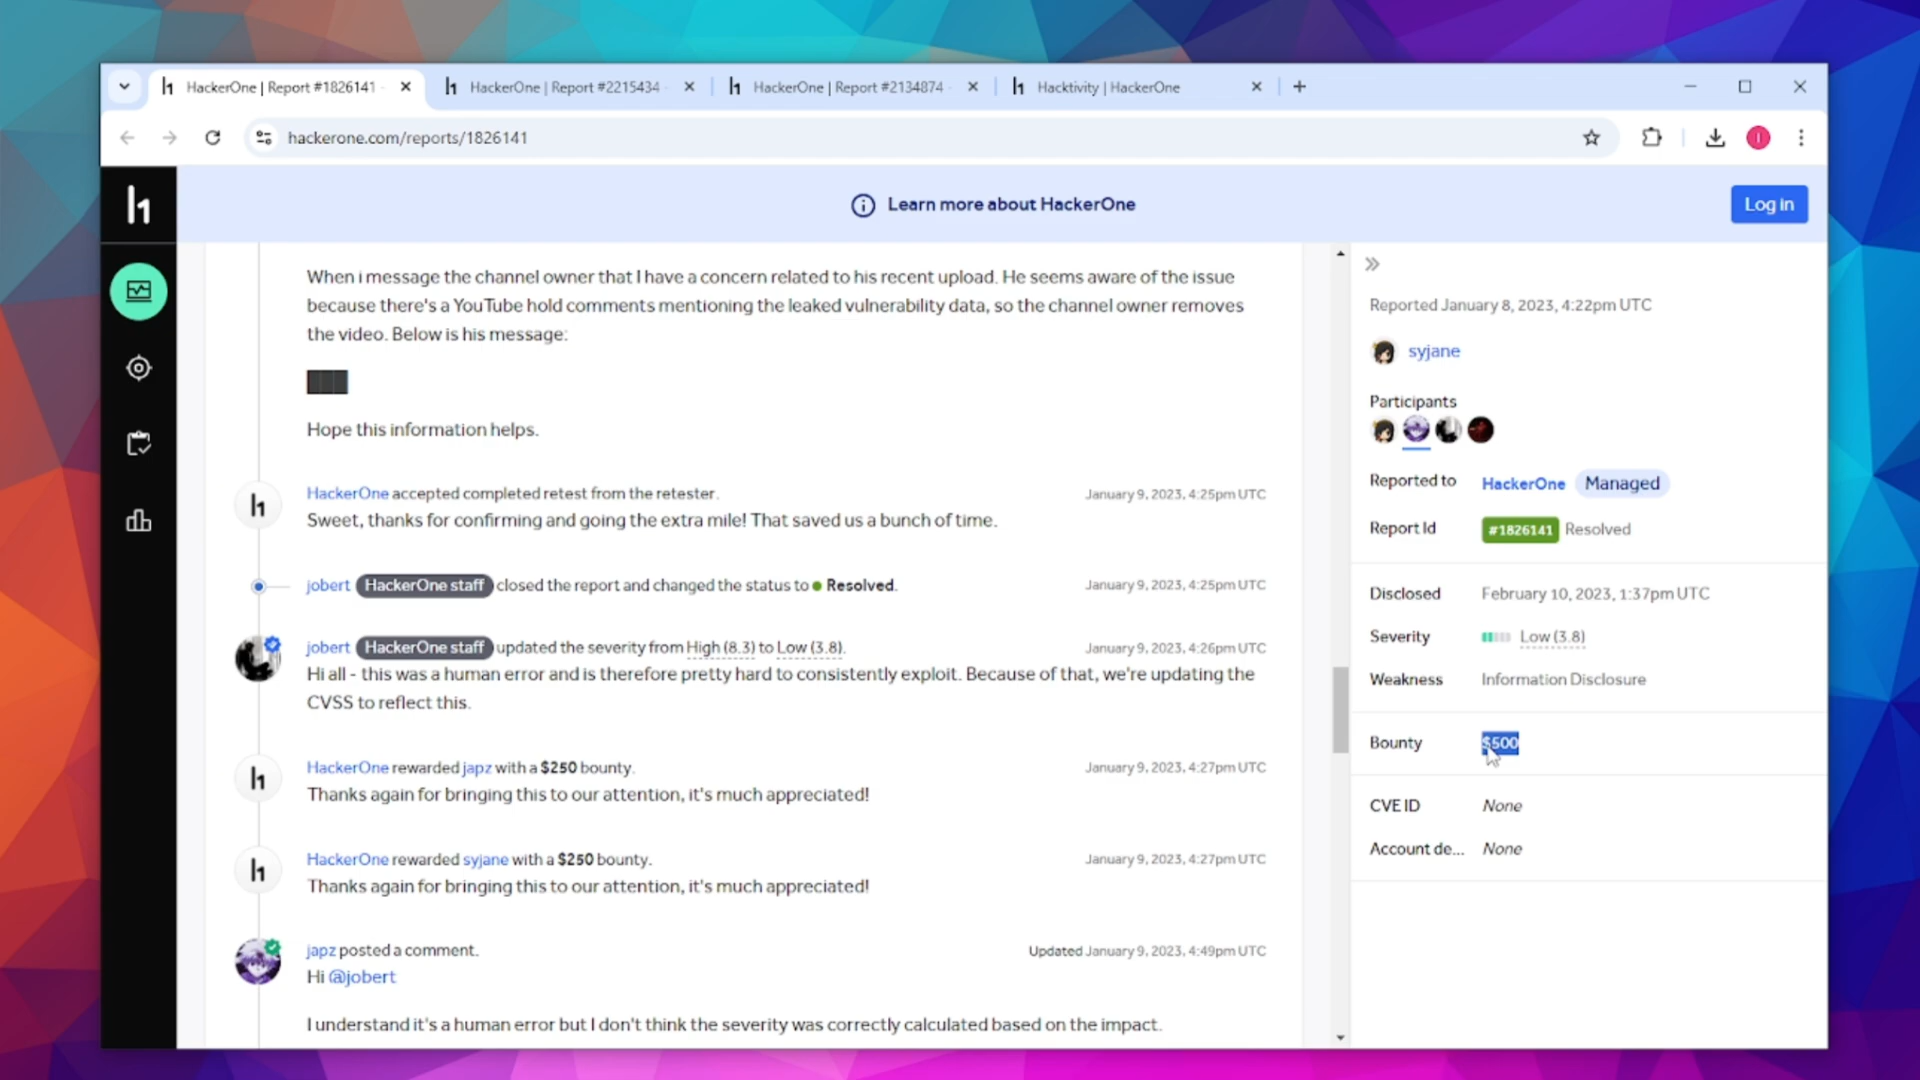 HackerOne | Report #1826141 -
HackerOne | Report #2215434
HackerOne | Report #2134874 -
Hacktivity | HackerOne
hackerone.com/reports/1826141
Learn more about HackerOne
Log in
When i message the channel owner that I have a concern related to his recent upload. He seems aware of the issue
because there's a YouTube hold comments mentioning the leaked vulnerability data, so the channel owner removes
the video. Below is his message:
Hope this information helps.
HackerOne accepted completed retest from the retester.
January 9, 2023, 4:25pm UTC
Sweet, thanks for confirming and going the extra mile! That saved us a bunch of time.
jobert HackerOne staff closed the report and changed the status to Resolved.
January 9, 2023, 4:25pm UTC
jobert HackerOne staff updated the severity from High (8.3) to Low (3.8).
January 9, 2023, 4:26pm UTC
Hi all - this was a human error and is therefore pretty hard to consistently exploit. Because of that, we're updating the
CVSS to reflect this.
HackerOne rewarded japz with a $250 bounty.
January 9, 2023, 4:27pm UTC
Thanks again for bringing this to our attention, it's much appreciated!
HackerOne rewarded syjane with a $250 bounty.
January 9, 2023, 4:27pm UTC
Thanks again for bringing this to our attention, it's much appreciated!
japz posted a comment.
Updated January 9, 2023, 4:49pm UTC
Hi @jobert
I understand it's a human error but I don't think the severity was correctly calculated based on the impact.
Reported January 8, 2023, 4:22pm UTC
syjane
Participants
Reported to HackerOne Managed
Report Id #1826141 Resolved
Disclosed February 10, 2023, 1:37pm UTC
Severity Low (3.8)
Weakness Information Disclosure
Bounty $500
CVE ID None
Account de... None